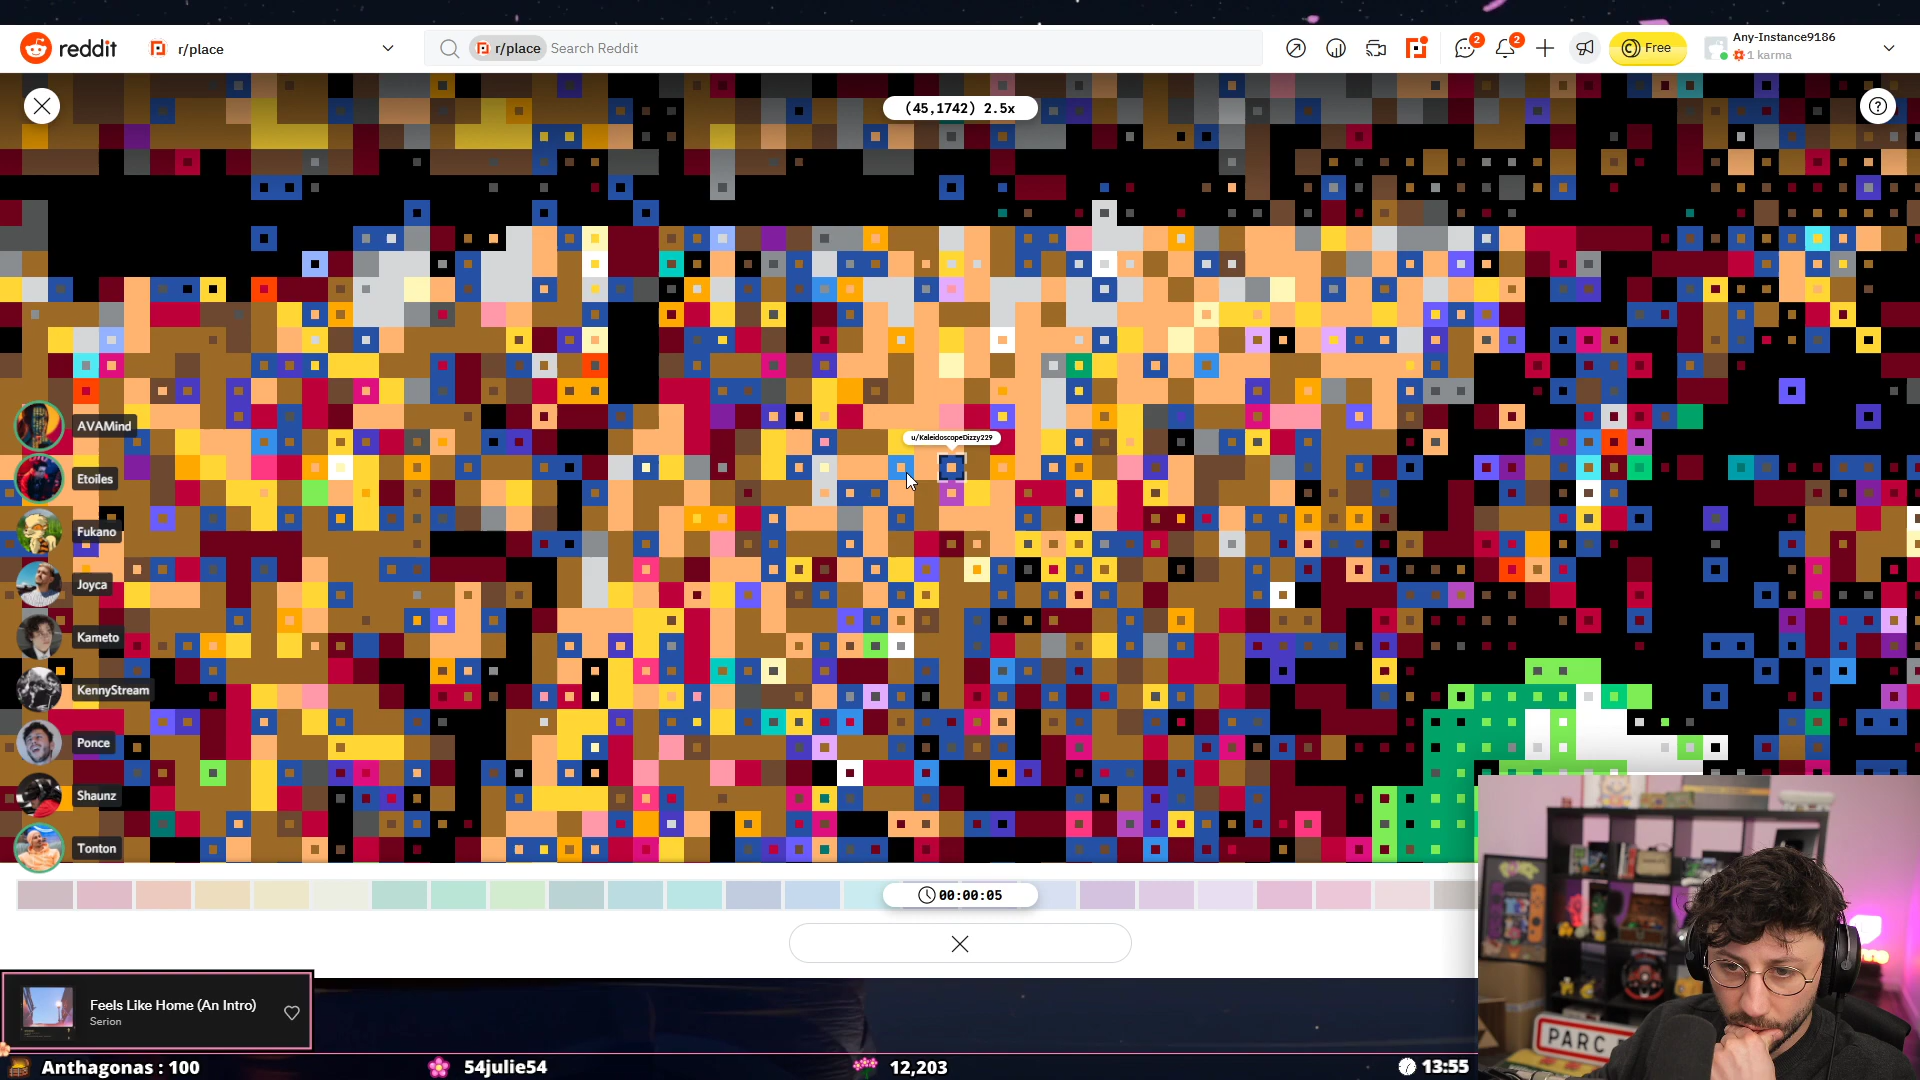 reddit
r/place
r/place
Search Reddit
2
2
Free
Any-Instance9186
1 karma
(45,1742) 2.5x
u/KaleidoscopeDizzy229
AVAMind
Etoiles
Fukano
Joyca
Kameto
KennyStream
Ponce
Shaunz
Tonton
00:00:05
Feels Like Home (An Intro)
Serion
PARC
Anthagonas : 100
54julie54
12,203
13:55